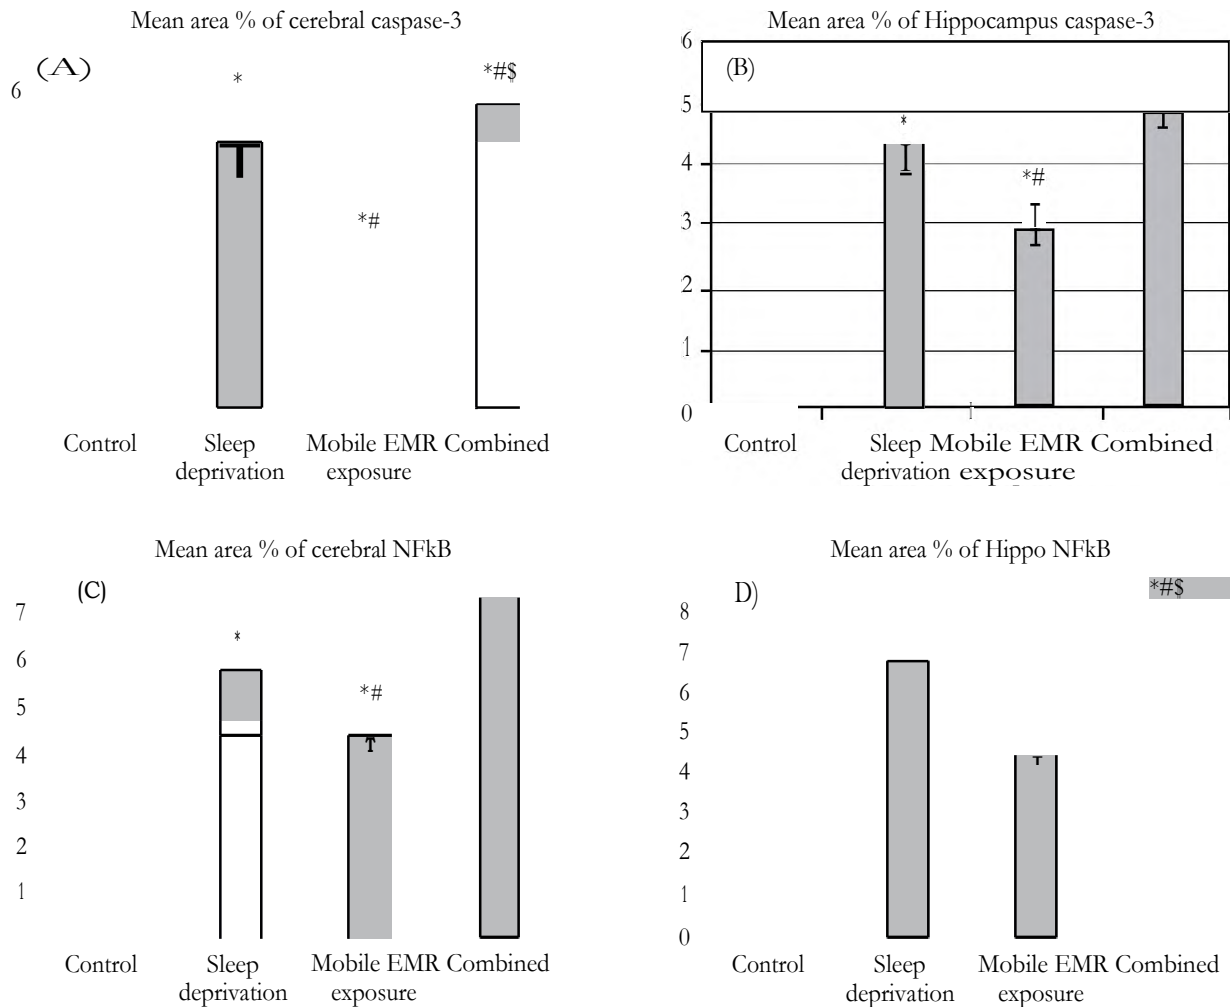 Mean area % of cerebral caspase-3
(A)
6
*
*#
*#$
Control
Sleep deprivation
Mobile EMR exposure
Combined
Mean area % of Hippocampus caspase-3
(B)
6
5
4
3
2
1
0
*
*#
Control
Sleep deprivation
Mobile EMR exposure
Combined
Mean area % of cerebral NFkB
(C)
7
6
5
4
3
2
1
*
*#
Control
Sleep deprivation
Mobile EMR exposure
Combined
Mean area % of Hippo NFkB
D)
*#$
8
7
6
5
4
3
2
1
0
Control
Sleep deprivation
Mobile EMR exposure
Combined